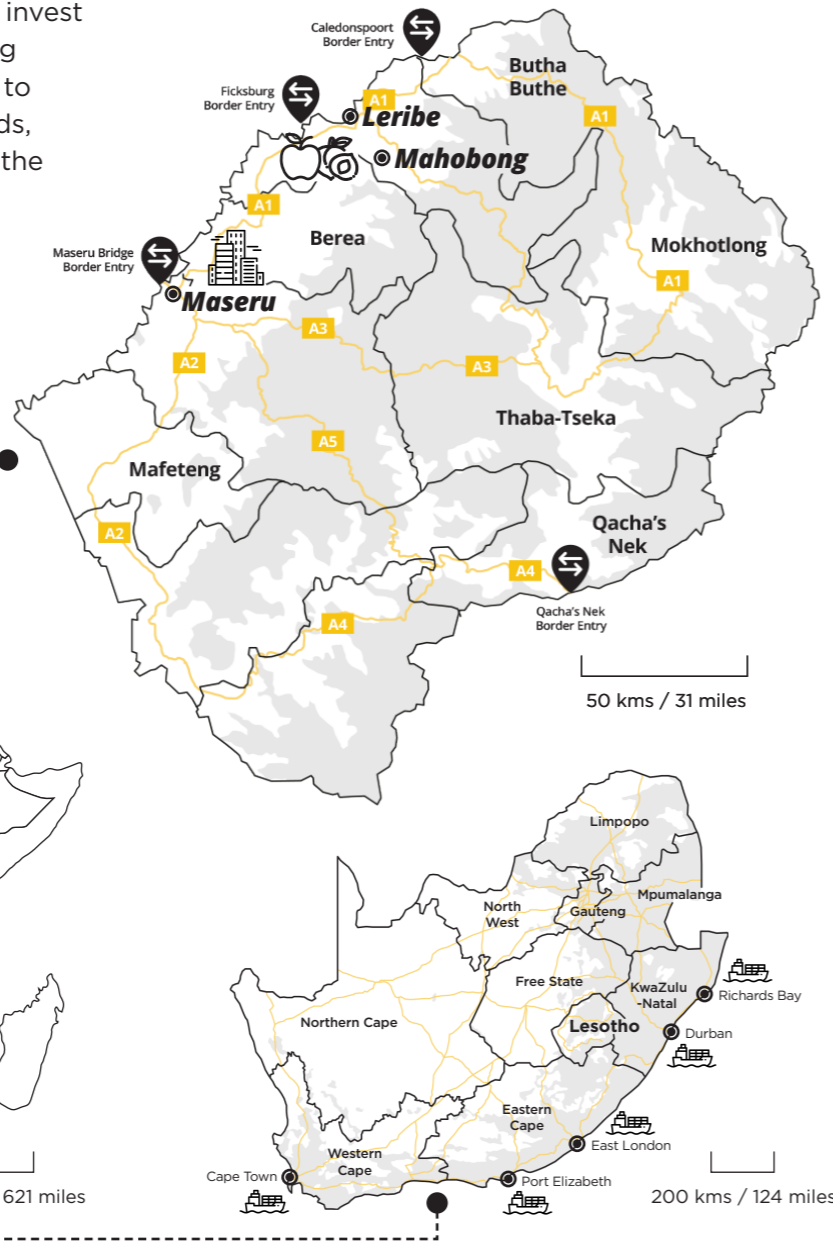 invest
g
to
ds,
the
Caledonspoort
Border Entry
Butha
Buthe
Ficksburg
Border Entry
A1
A1
Leribe
Mahobong
A1
Berea
Mokhotlong
Maseru Bridge
Border Entry
A1
Maseru
A3
A2
A3
Thaba-Tseka
A5
Mafeteng
Qacha's
Nek
A2
A4
Qacha's Nek
Border Entry
A4
50 kms / 31 miles
Limpopo
Mpumalanga
North
West
Gauteng
Free State
KwaZulu
-Natal
Richards Bay
Northern Cape
Lesotho
Durban
Eastern
Cape
East London
Western
Cape
Cape Town
Port Elizabeth
621 miles
200 kms / 124 miles